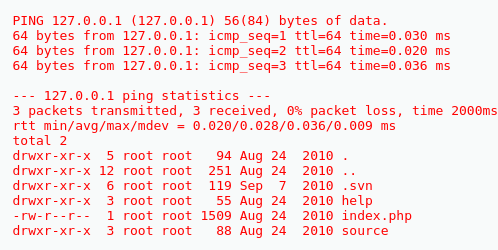 PING 127.0.0.1 (127.0.0.1) 56(84) bytes of data.
64 bytes from 127.0.0.1: icmp_seq=1 ttl=64 time=0.030 ms
64 bytes from 127.0.0.1: icmp_seq=2 ttl=64 time=0.020 ms
64 bytes from 127.0.0.1: icmp_seq=3 ttl=64 time=0.036 ms
--- 127.0.0.1 ping statistics ---
3 packets transmitted, 3 received, 0% packet loss, time 2000ms
rtt min/avg/max/mdev = 0.020/0.028/0.036/0.009 ms
total 2
drwxr-xr-x  5 root root   94 Aug 24  2010 .
drwxr-xr-x 12 root root  251 Aug 24  2010 ..
drwxr-xr-x  6 root root  119 Sep  7  2010 .svn
drwxr-xr-x  3 root root   55 Aug 24  2010 help
-rw-r--r--  1 root root 1509 Aug 24  2010 index.php
drwxr-xr-x  3 root root   88 Aug 24  2010 source